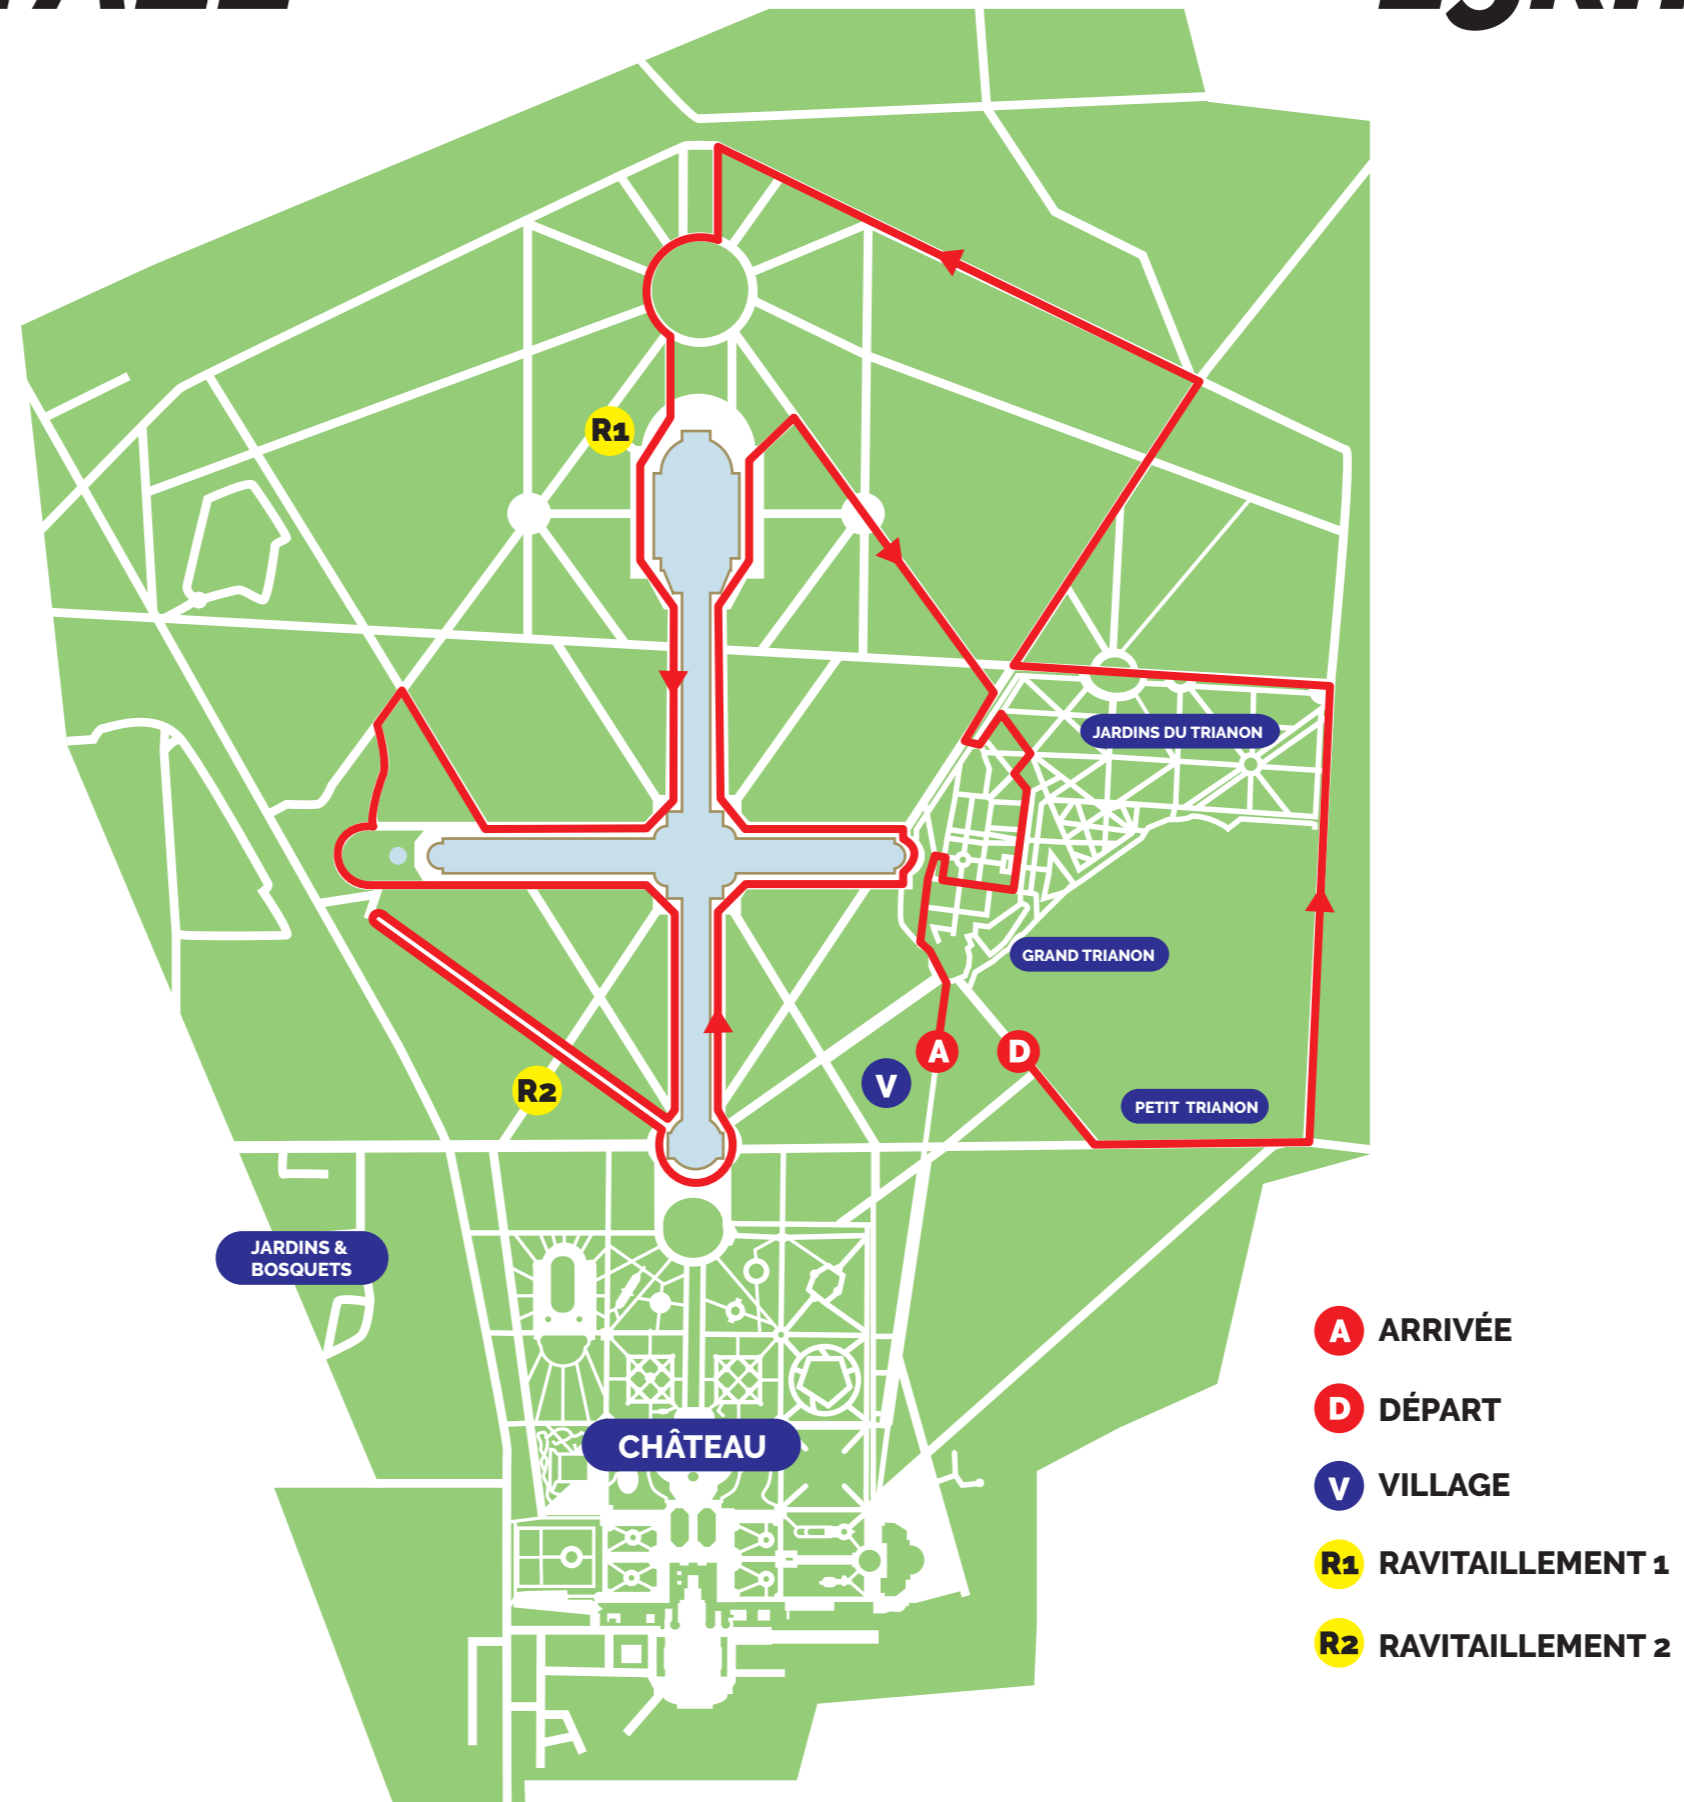 R1
JARDINS DU TRIANON
GRAND TRIANON
A
D
V
R2
PETIT TRIANON
JARDINS &
BOSQUETS
CHÂTEAU
A ARRIVÉE
D DÉPART
V VILLAGE
R1 RAVITAILLEMENT 1
R2 RAVITAILLEMENT 2